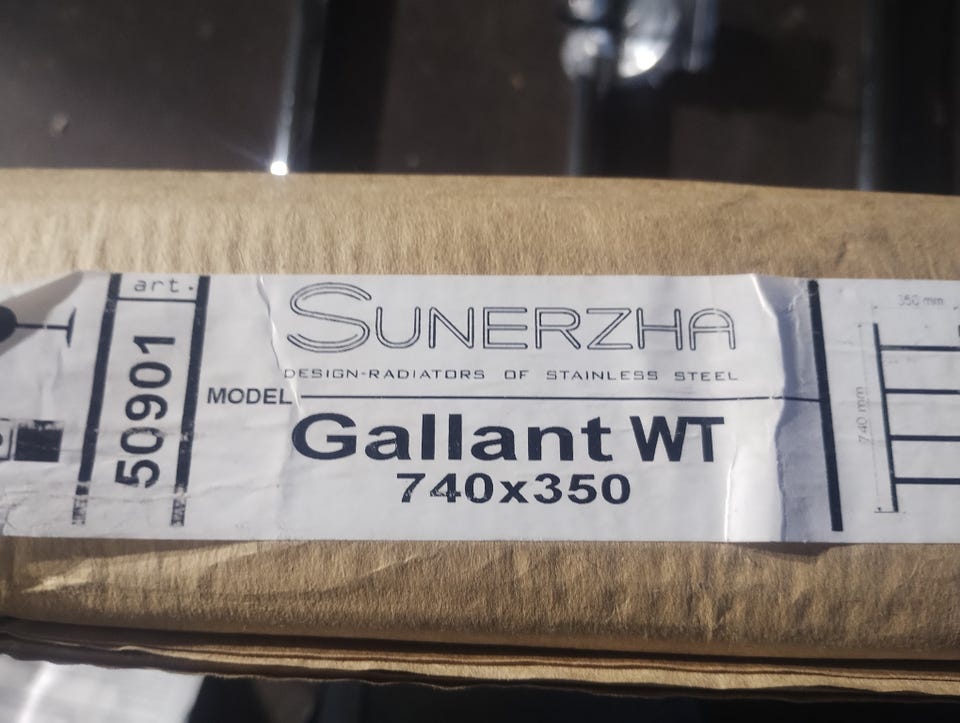 art.
50901
SUNERZHA
DESIGN-RADIATORS OF STAINLESS STEEL
MODEL
Gallant WT
740x350
350 mm
740 mm